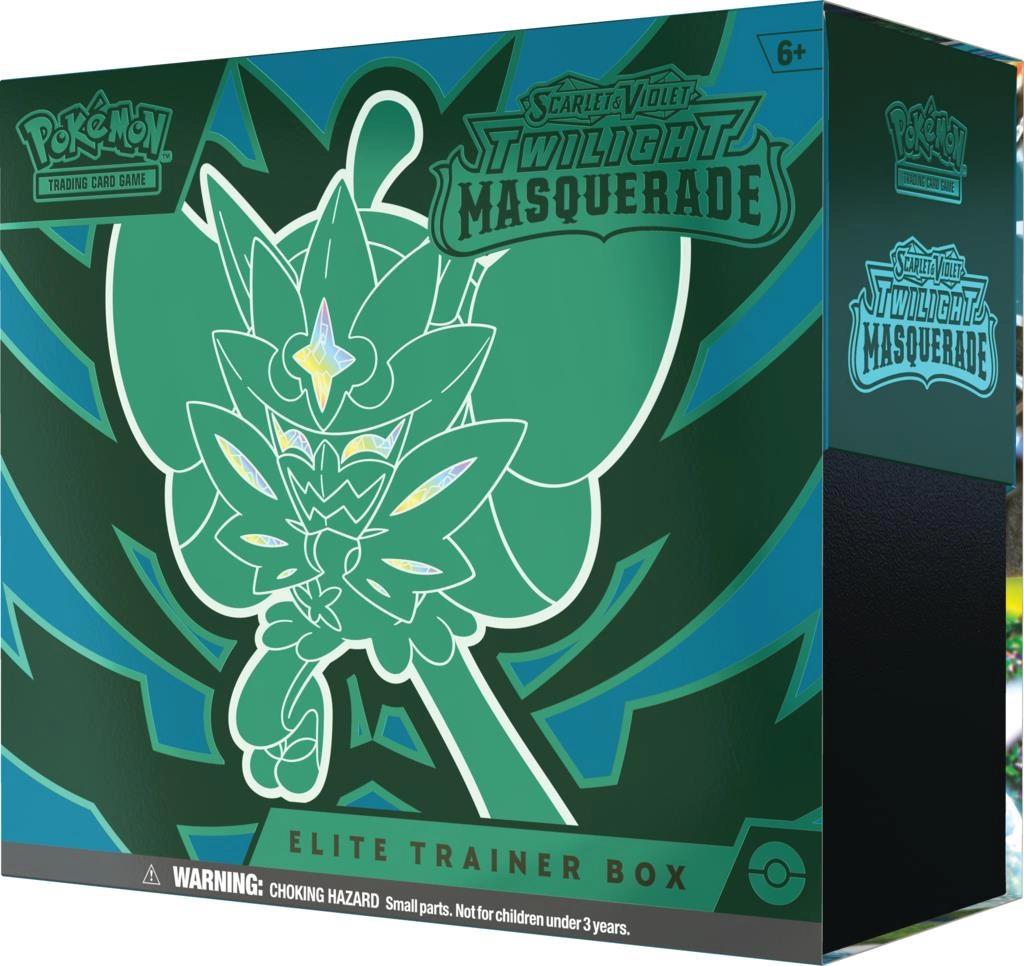 POKÉMON™
TRADING CARD GAME
SCARLET & VIOLET
TWILIGHT
MASQUERADE
6+
POKÉMON
TRADING CARD GAME
SCARLET & VIOLET
TWILIGHT
MASQUERADE
ELITE TRAINER BOX
WARNING: CHOKING HAZARD Small parts. Not for children under 3 years.